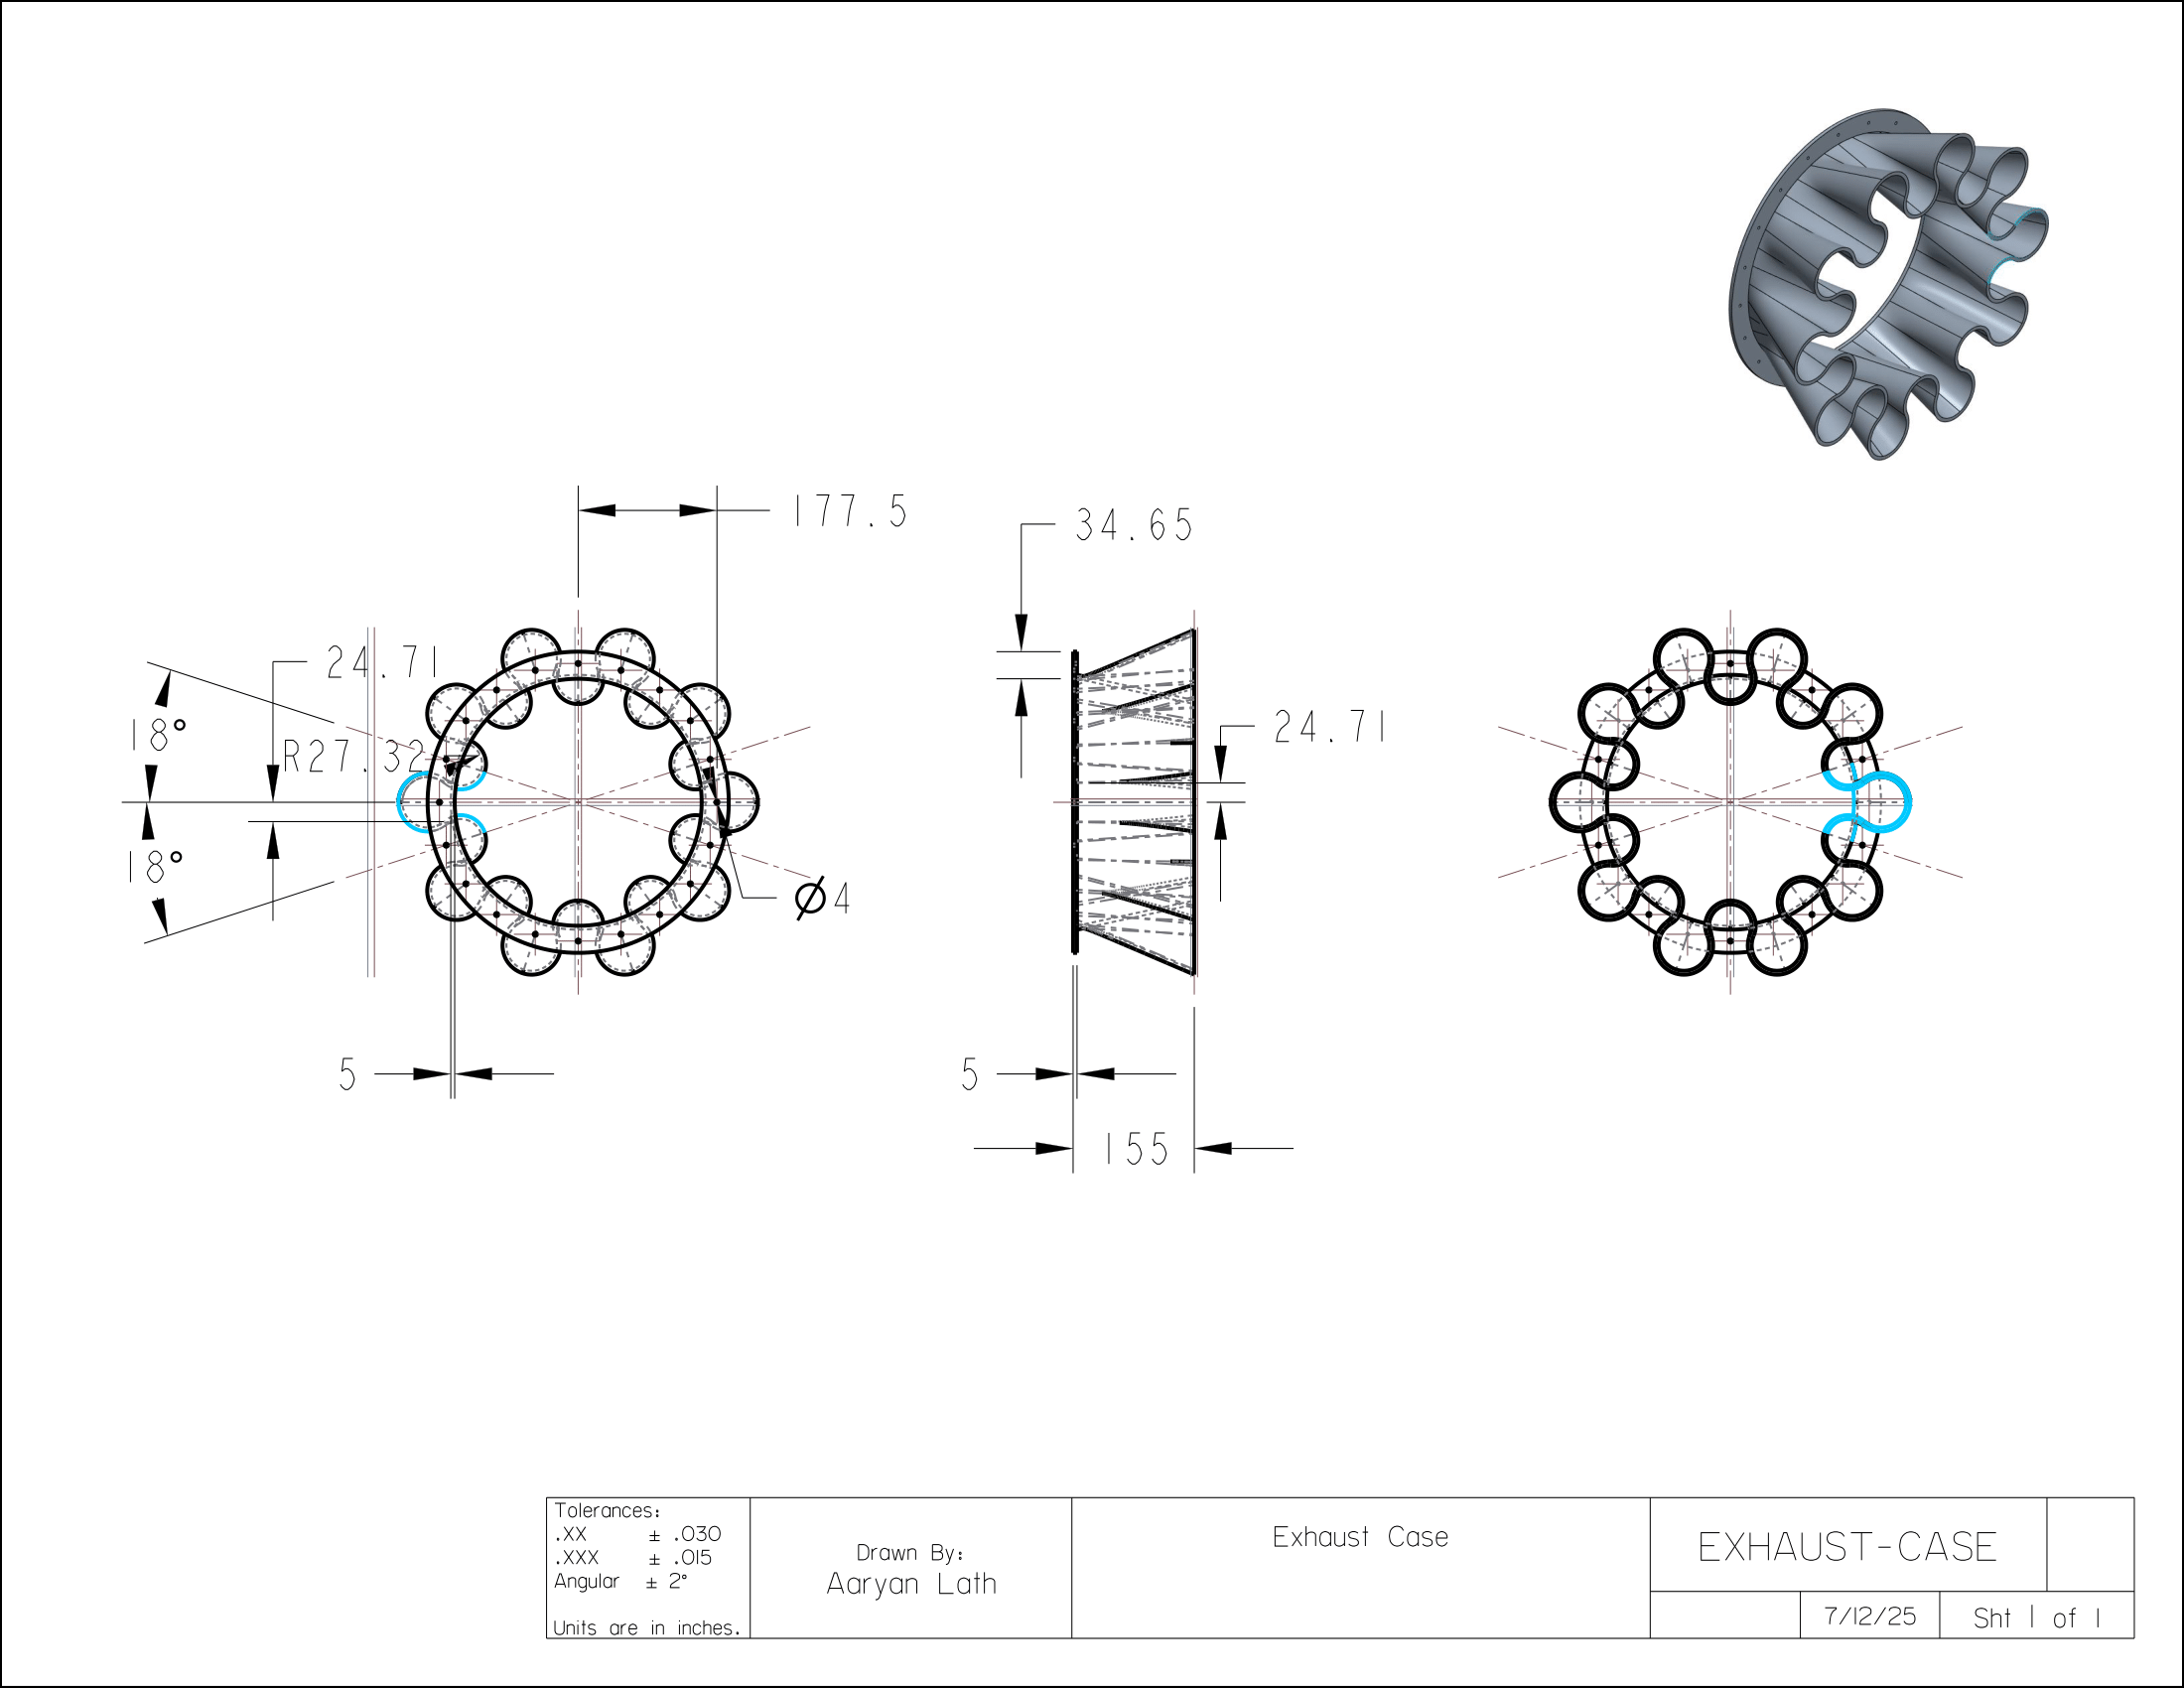 177.5
34.65
24.71
18°
R27.32
24.71
18°
Ø4
5
5
155
Tolerances:
.XX ± .030
.XXX ± .015
Angular ± 2°
Units are in inches.
Drawn By:
Aaryan Lath
Exhaust Case
EXHAUST-CASE
7/12/25
Sht 1 of 1